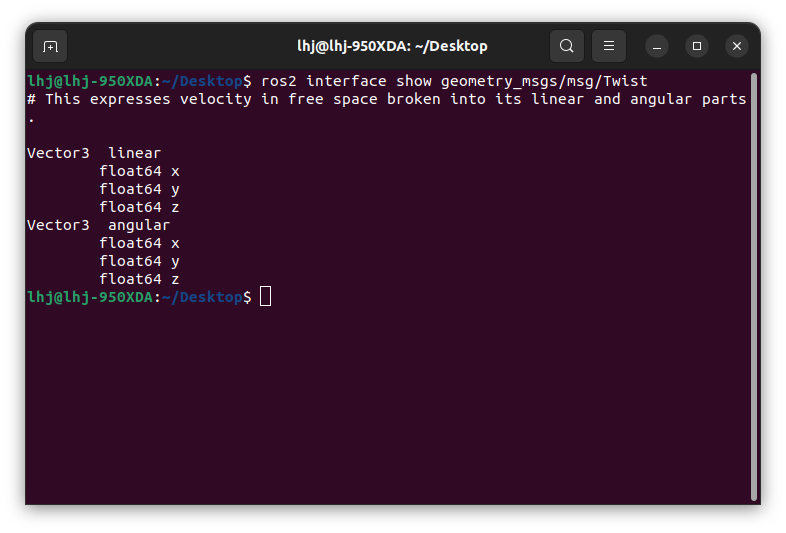 lhj@lhj-950XDA: ~/Desktop
lhj@lhj-950XDA:~/Desktop$ ros2 interface show geometry_msgs/msg/Twist
# This expresses velocity in free space broken into its linear and angular parts
.

Vector3  linear
        float64 x
        float64 y
        float64 z
Vector3  angular
        float64 x
        float64 y
        float64 z
lhj@lhj-950XDA:~/Desktop$